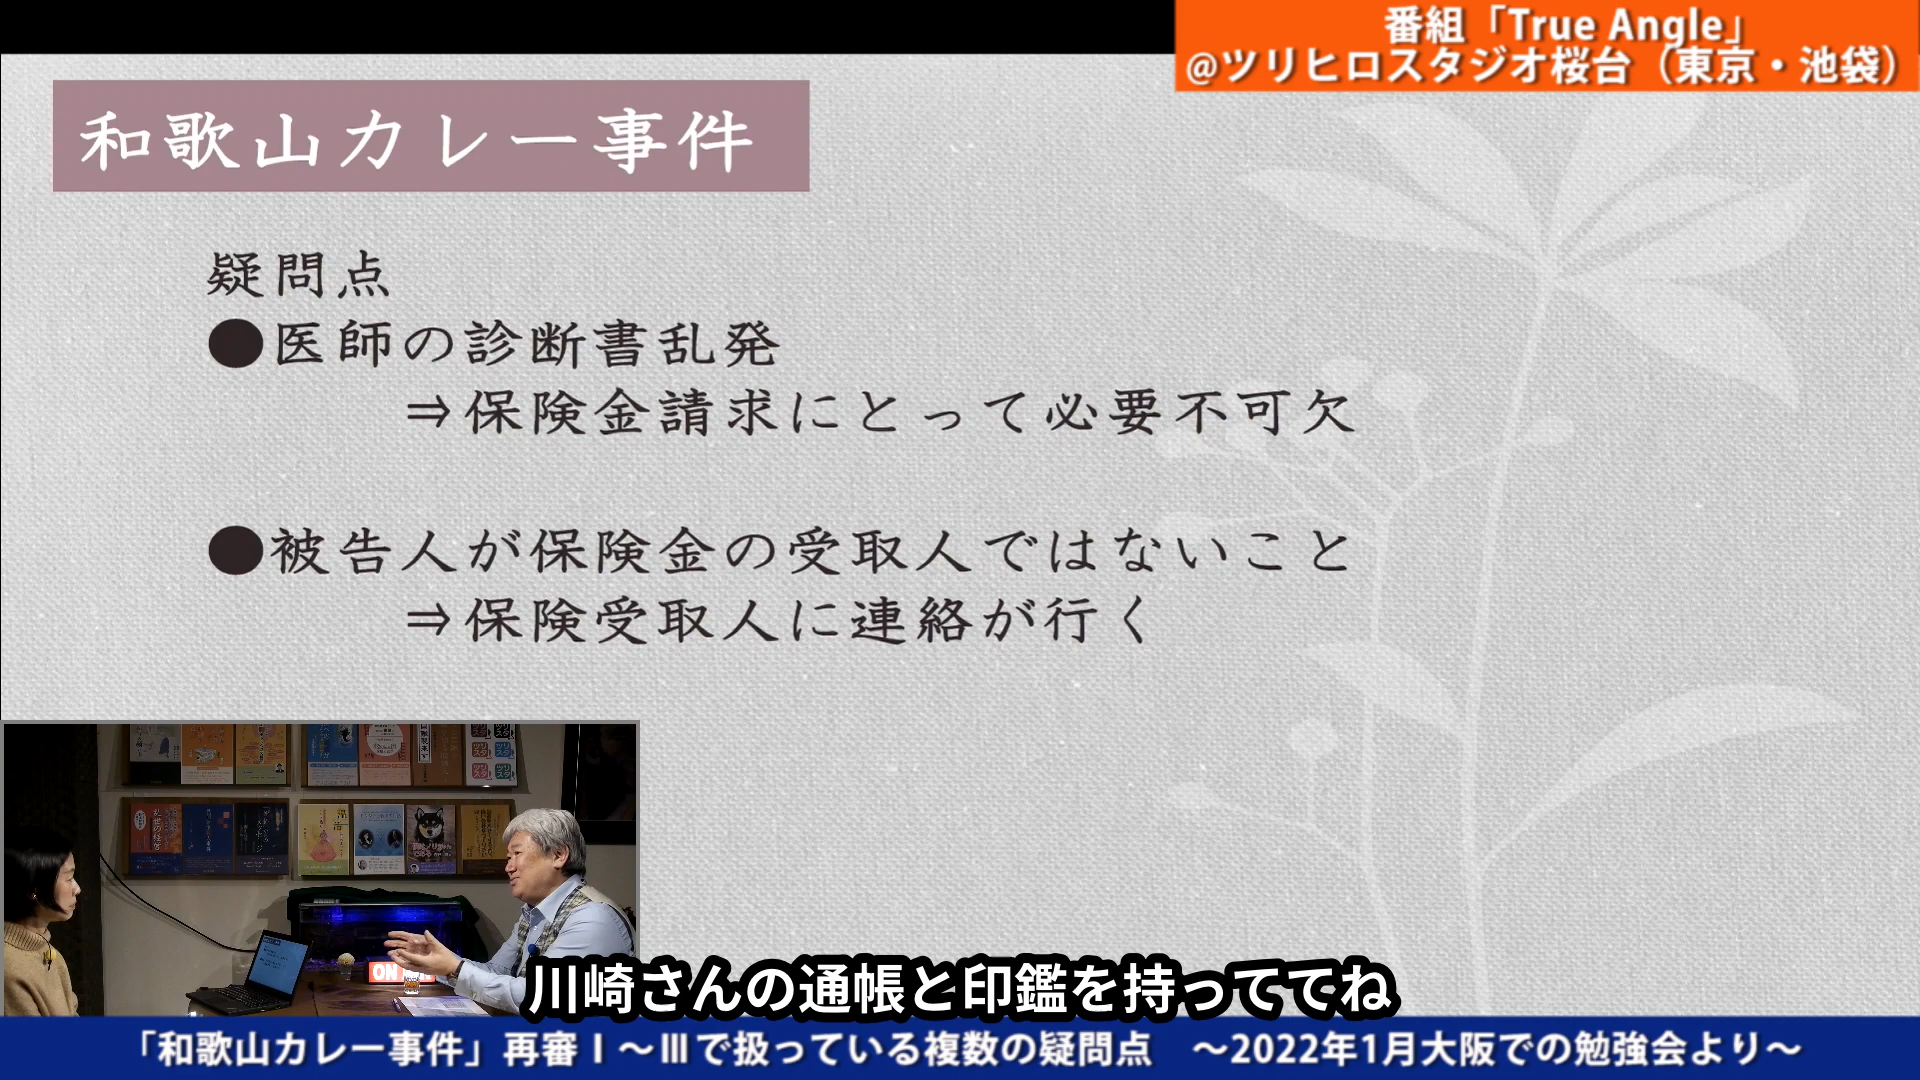 番組「True Angle」
@ツリヒロスタジオ桜台（東京・池袋）
和歌山カレー事件
疑問点
●医師の診断書乱発
⇒保険金請求にとって必要不可欠
●被告人が保険金の受取人ではないこと
⇒保険受取人に連絡が行く
川崎さんの通帳と印鑑を持っててね
「和歌山カレー事件」再審Ⅰ～Ⅲで扱っている複数の疑問点　～2022年1月大阪での勉強会より～